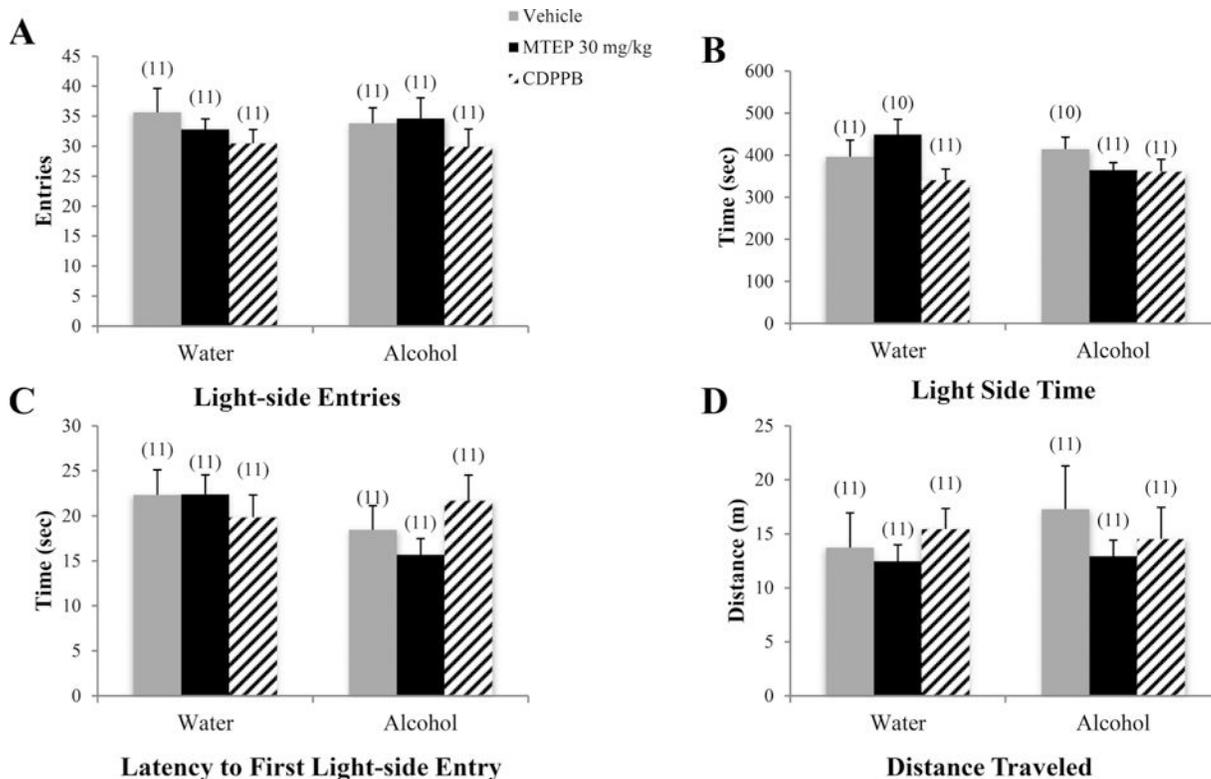 A
Vehicle
MTEP 30 mg/kg
CDPPB
45
40
35
30
25
20
15
10
5
0
Entries
(11)
(11)
(11)
(11)
(11)
(11)
Water
Alcohol
Light-side Entries
B
600
500
400
300
200
100
0
Time (sec)
(11)
(10)
(11)
(10)
(11)
(11)
Water
Alcohol
Light Side Time
C
30
25
20
15
10
5
0
Time (sec)
(11)
(11)
(11)
(11)
(11)
(11)
Water
Alcohol
Latency to First Light-side Entry
D
25
20
15
10
5
0
Distance (m)
(11)
(11)
(11)
(11)
(11)
(11)
Water
Alcohol
Distance Traveled